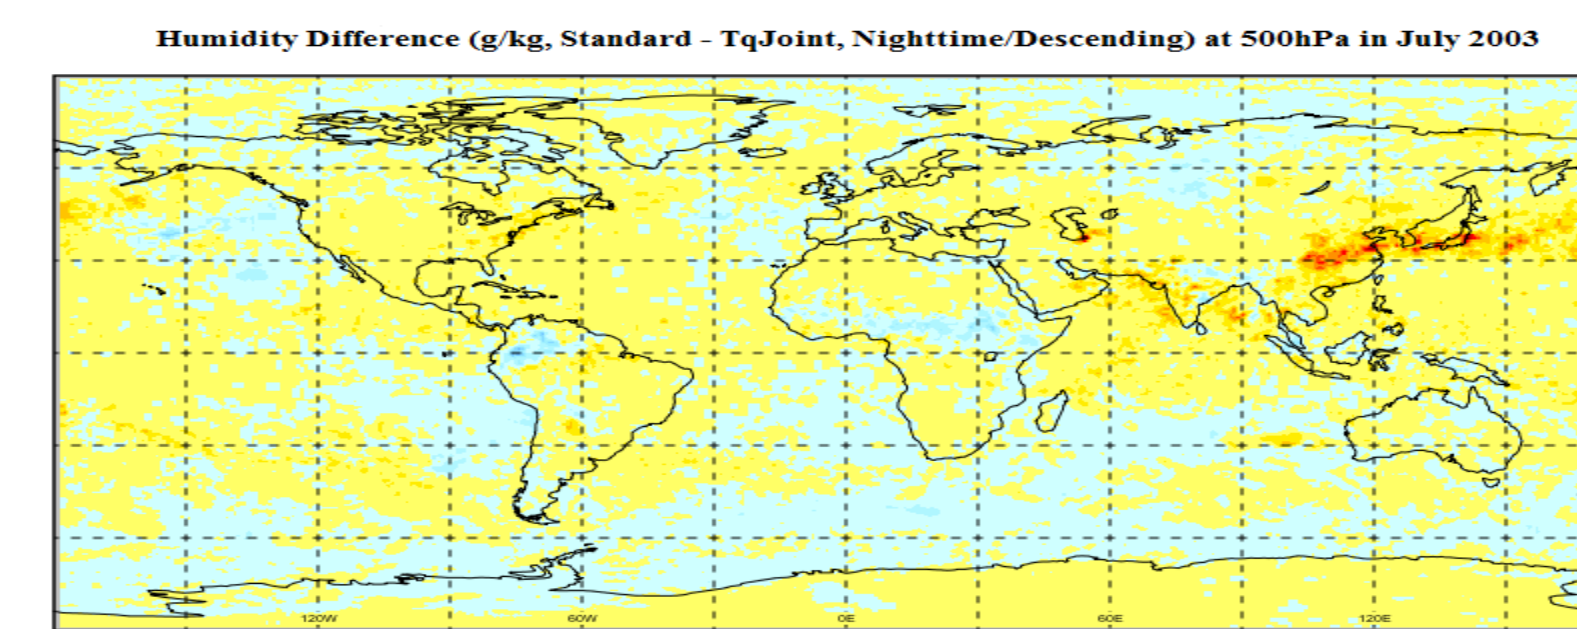 Humidity Difference (g/kg, Standard - TqJoint, Nighttime/Descending) at 500hPa in July 2003
120W 60W 0E 60E 120E